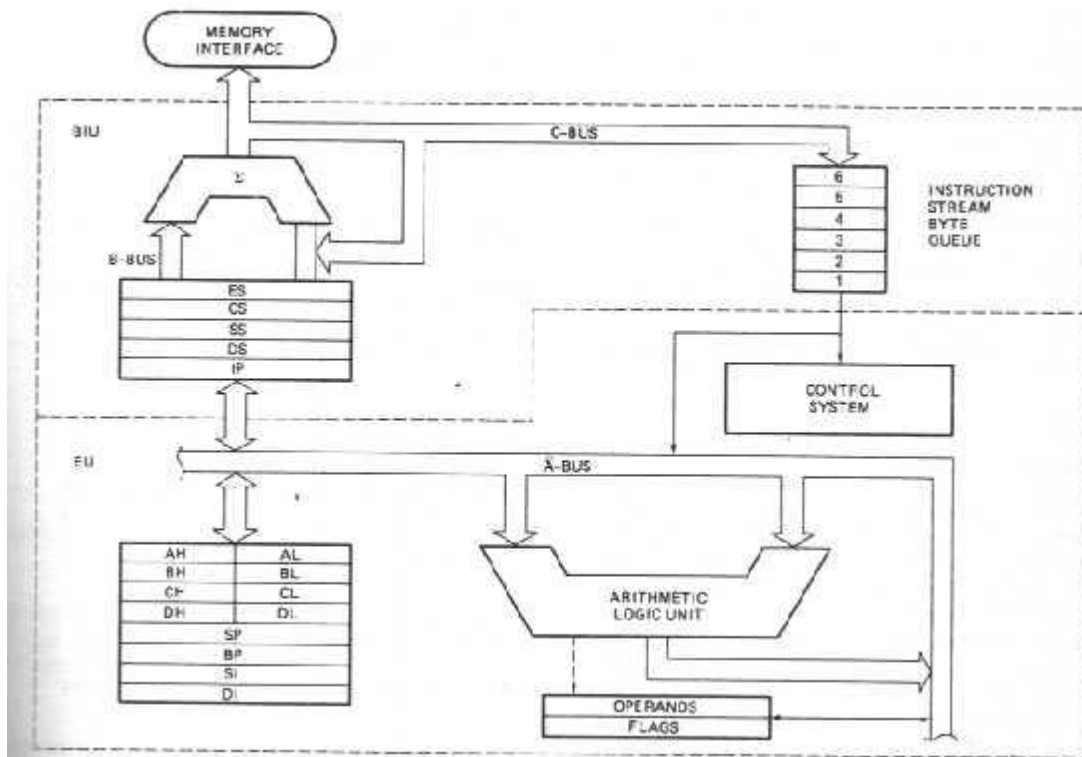 MEMORY
INTERFACE
BIU
C-BUS
Σ
B-BUS
6
5
4
3
2
1
INSTRUCTION
STREAM
BYTE
QUEUE
ES
CS
SS
DS
IP
CONTROL
SYSTEM
EU
A-BUS
AH AL
BH BL
CH CL
DH DL
SP
BP
SI
DI
ARITHMETIC
LOGIC UNIT
OPERANDS
FLAGS